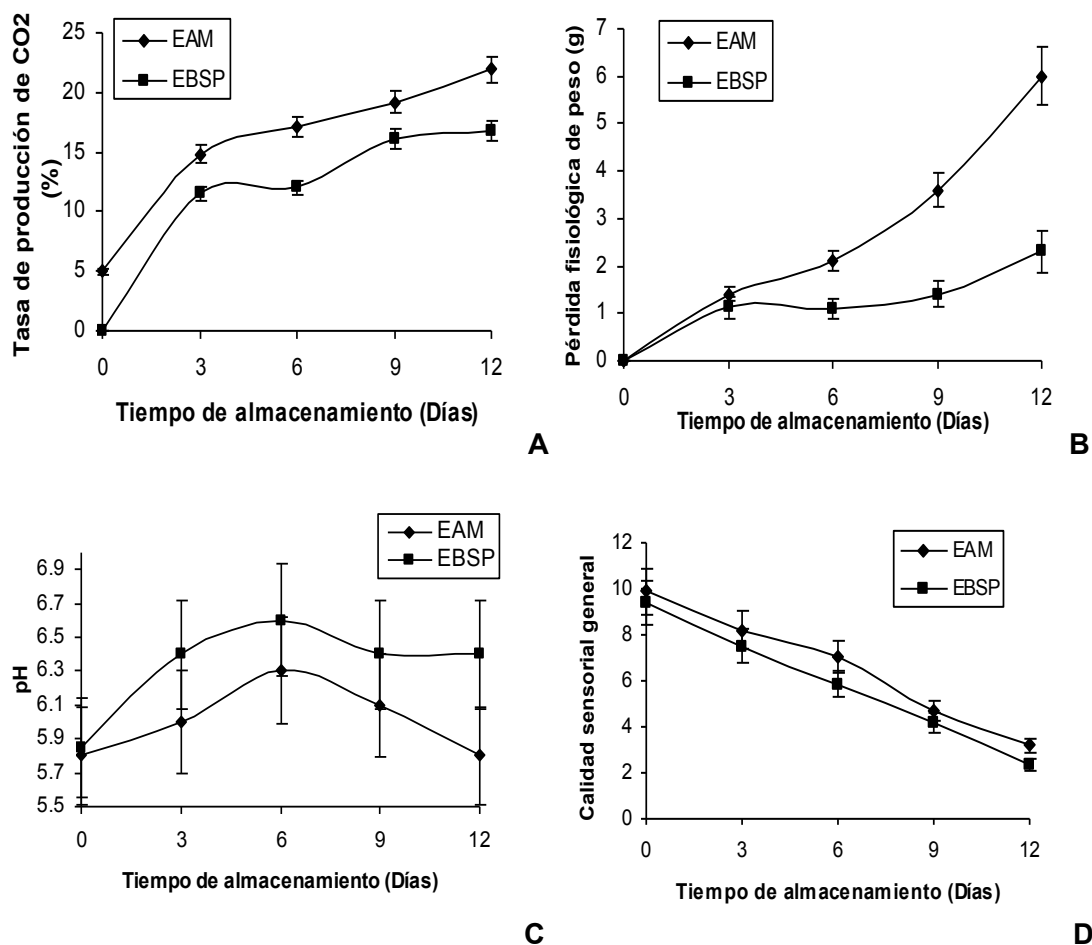 Tasa de producción de CO2
(%)
25
20
15
10
5
0
EAM
EBSP
0 3 6 9 12
Tiempo de almacenamiento (Días)
A
Pérdida fisiológica de peso (g)
7
6
5
4
3
2
1
0
EAM
EBSP
0 3 6 9 12
Tiempo de almacenamiento (Días)
B
pH
6.9
6.7
6.5
6.3
6.1
5.9
5.7
5.5
EAM
EBSP
0 3 6 9 12
Tiempo de almacenamiento (Días)
C
Calidad sensorial general
12
10
8
6
4
2
0
EAM
EBSP
0 3 6 9 12
Tiempo de almacenamiento (Días)
D